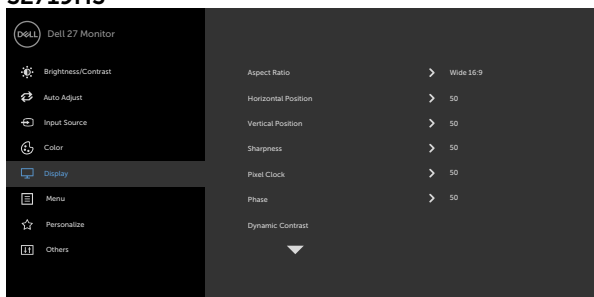 SE2719HS
DELL Dell 27 Monitor
Brightness/Contrast
Auto Adjust
Input Source
Color
Display
Menu
Personalize
Others
Aspect Ratio Wide 16:9
Horizontal Position 50
Vertical Position 50
Sharpness 50
Pixel Clock 50
Phase 50
Dynamic Contrast